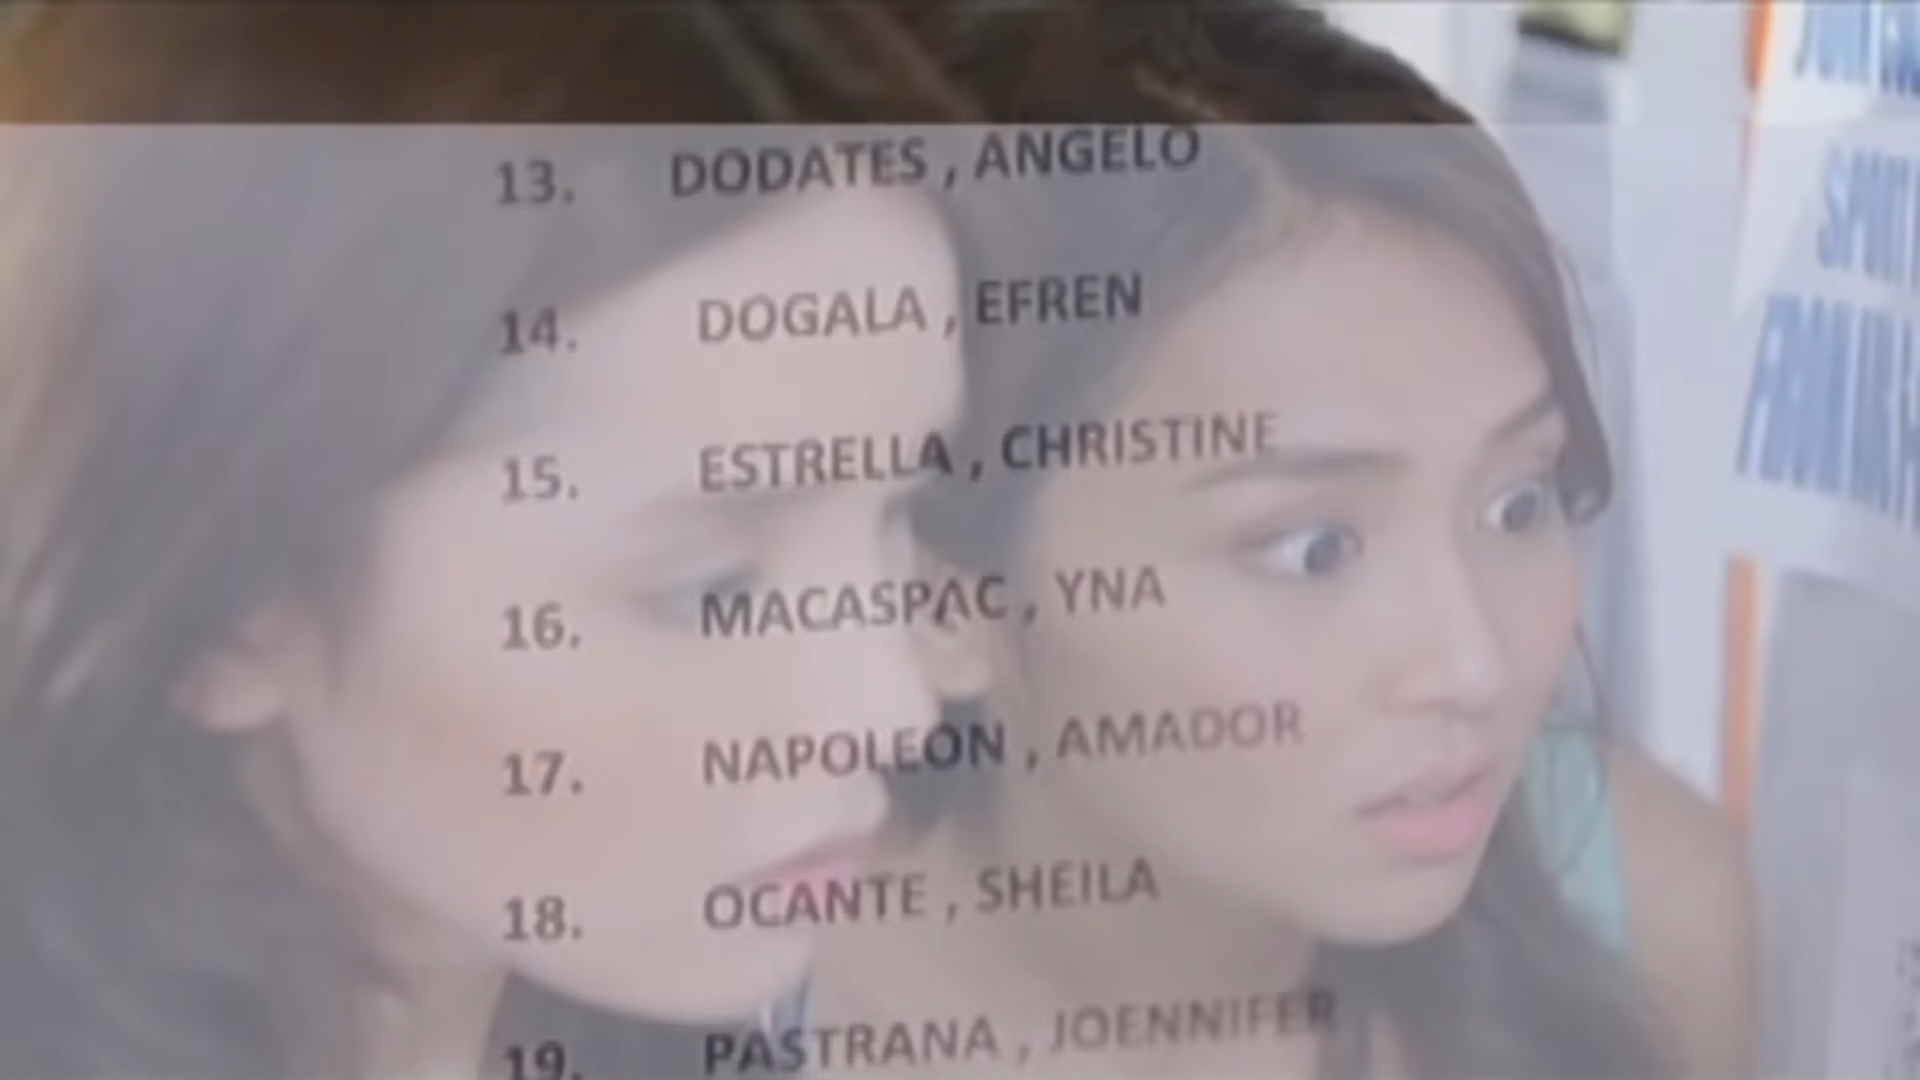 13. DODATES , ANGELO
14. DOGALA , EFREN
15. ESTRELLA , CHRISTINE
16. MACASPAC , YNA
17. NAPOLEON , AMADOR
18. OCANTE , SHEILA
19. PASTRANA , JOENNIFER